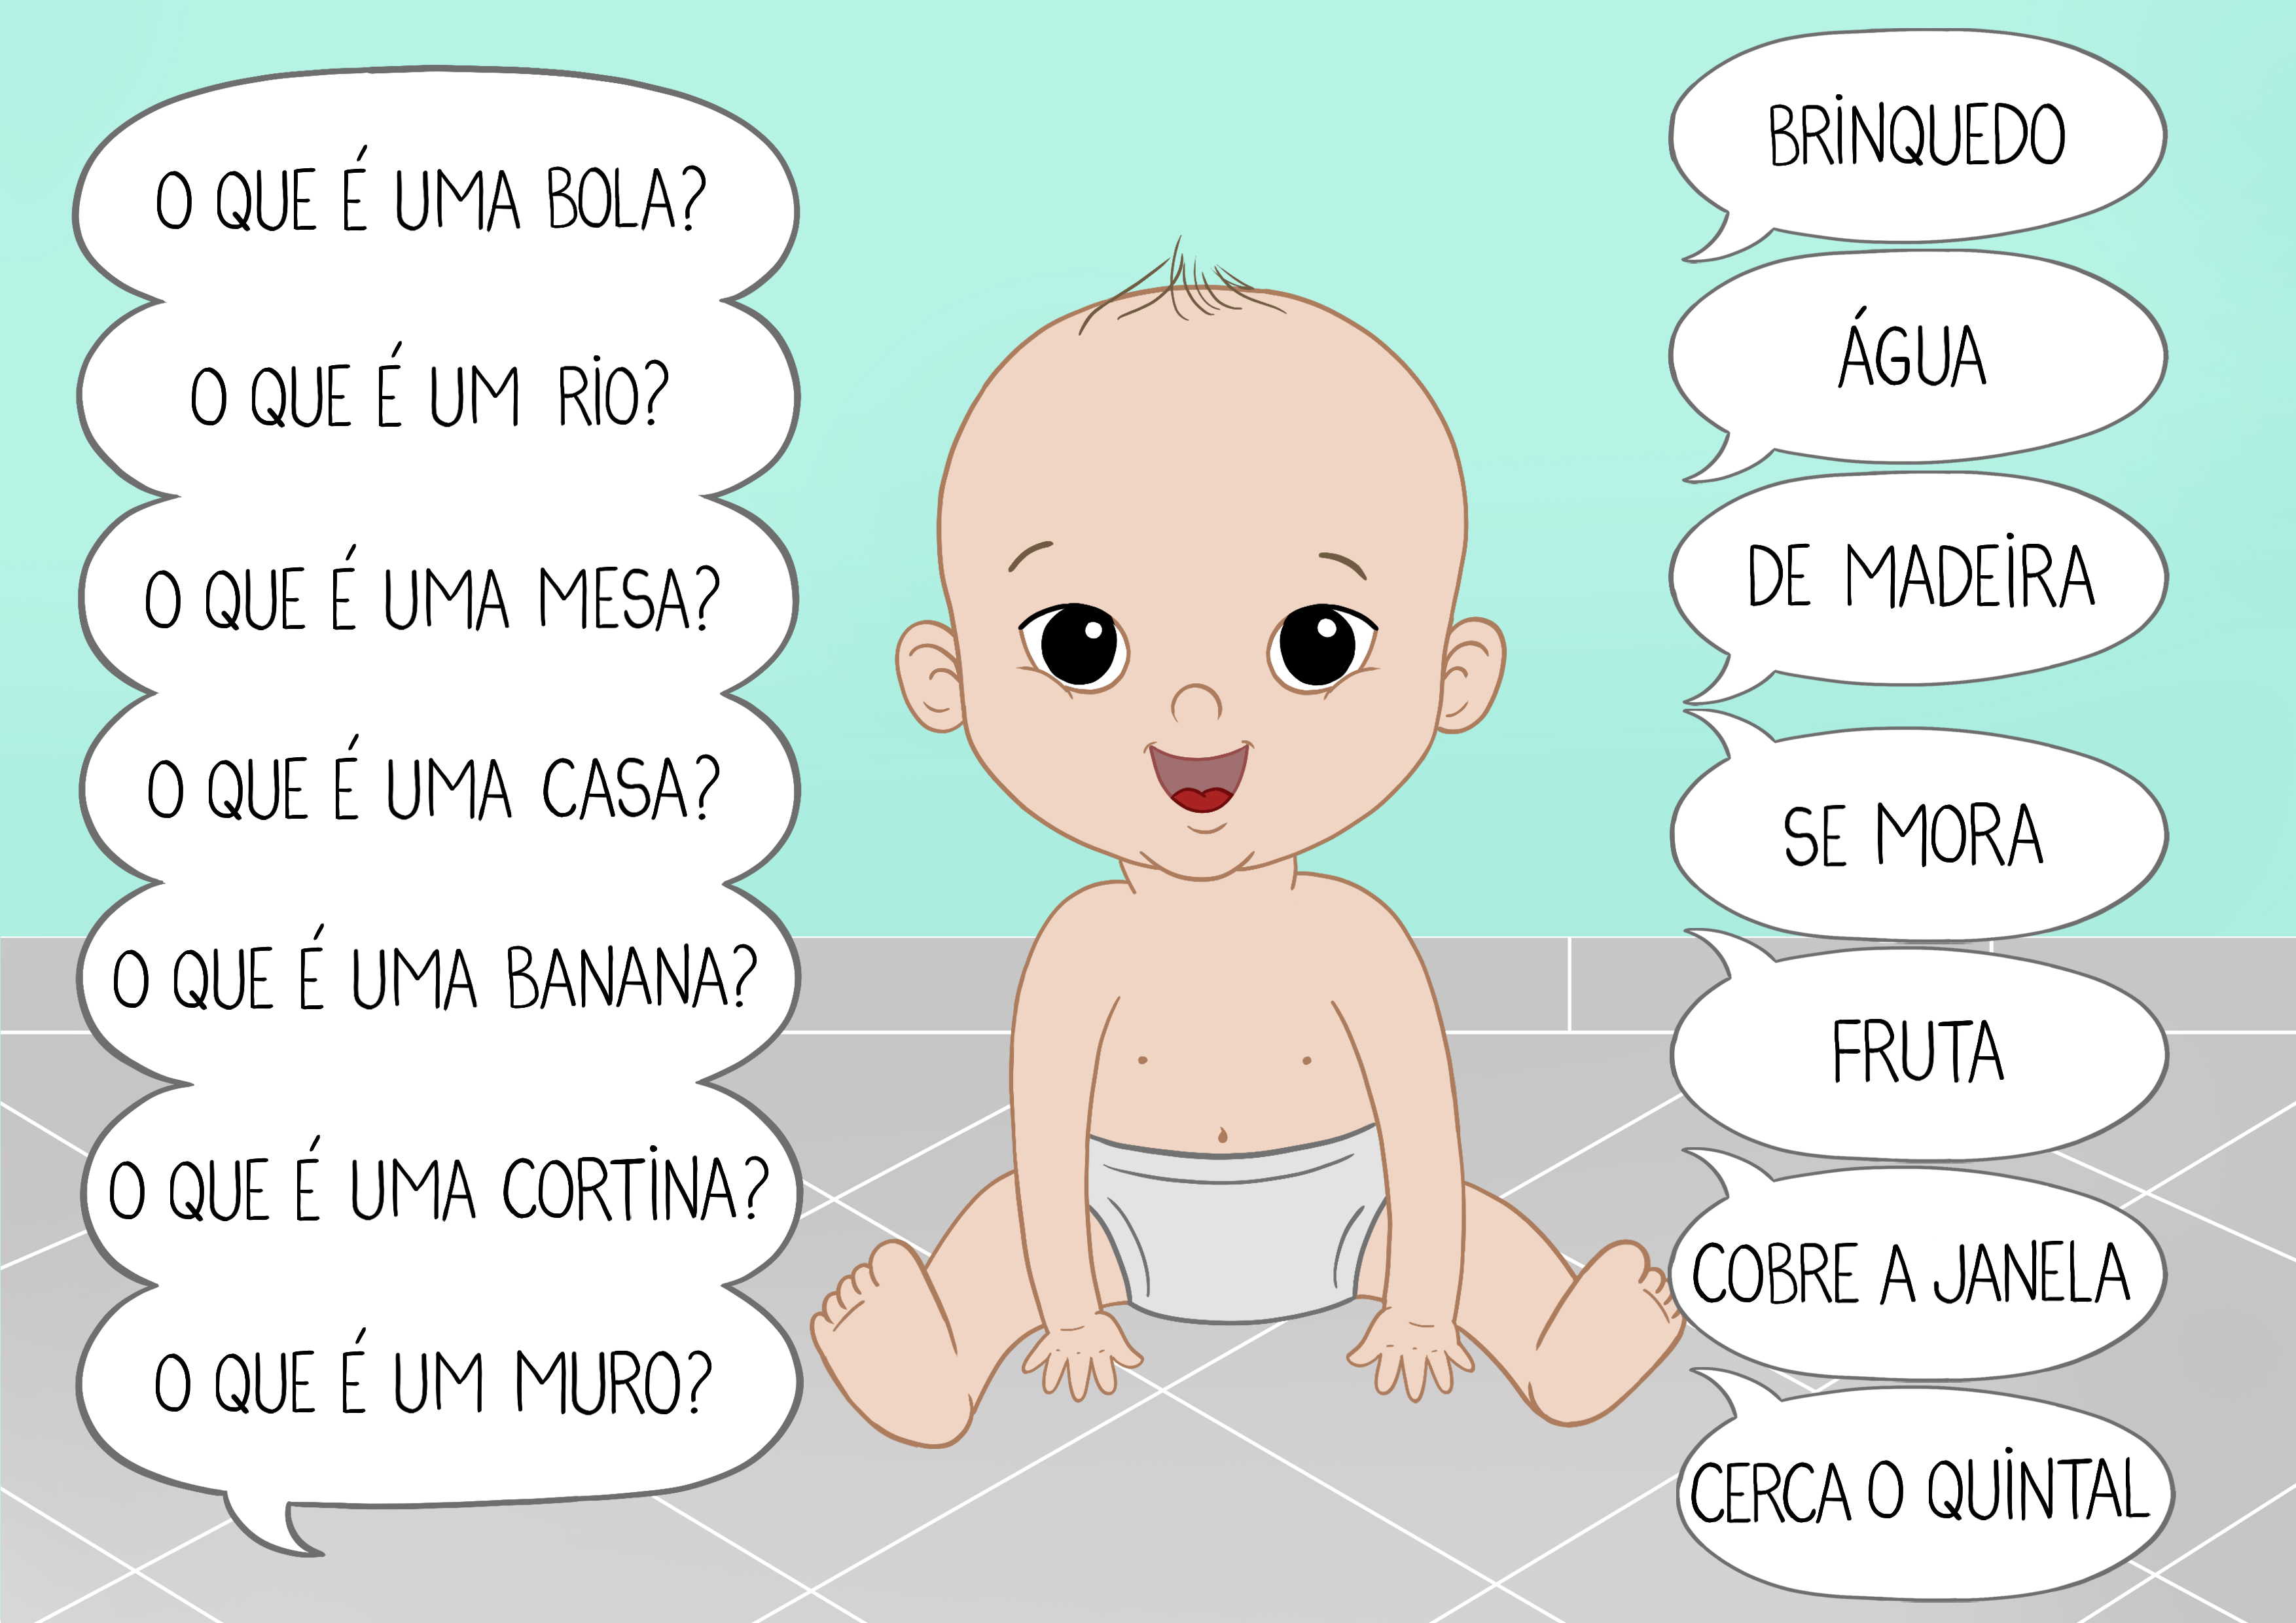 O QUE É UMA BOLA?
O QUE É UM RIO?
O QUE É UMA MESA?
O QUE É UMA CASA?
O QUE É UMA BANANA?
O QUE É UMA CORTINA?
O QUE É UM MURO?
BRINQUEDO
ÁGUA
DE MADEIRA
SE MORA
FRUTA
COBRE A JANELA
CERCA O QUINTAL